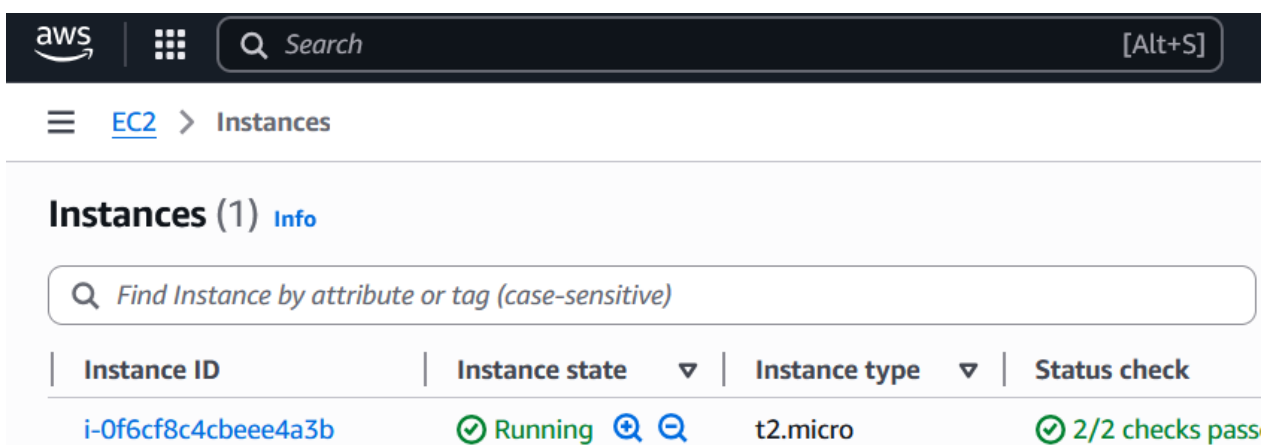 aws Search [Alt+S]
EC2 > Instances
Instances (1) Info
Find Instance by attribute or tag (case-sensitive)
Instance ID Instance state Instance type Status check
i-0f6cf8c4cbeee4a3b Running t2.micro 2/2 checks